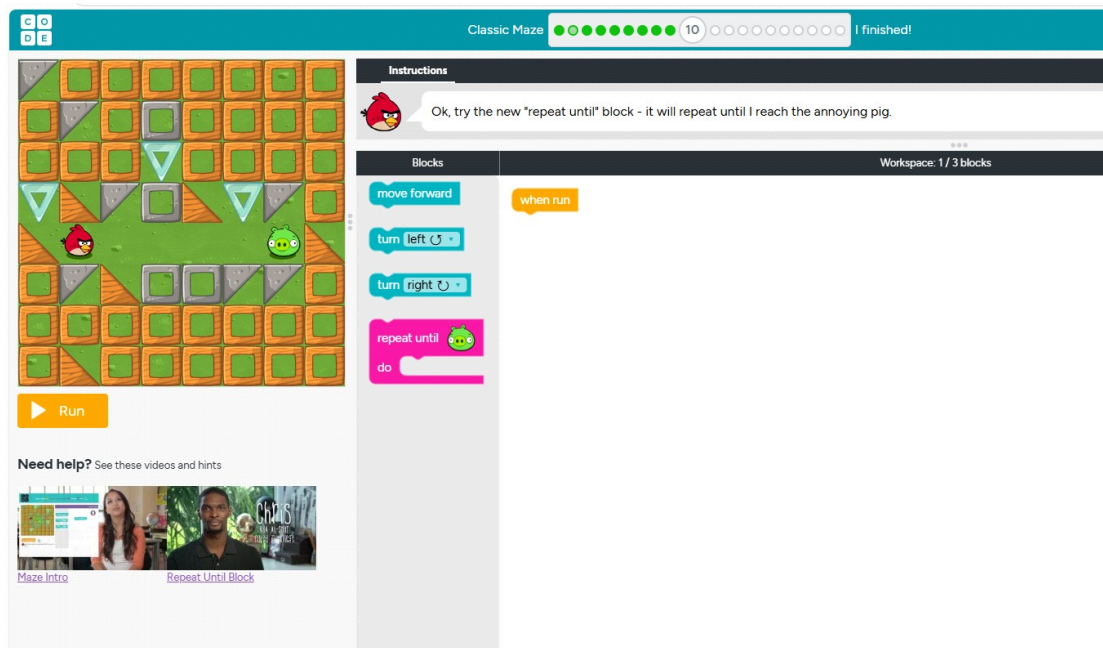 C O
D E
Classic Maze
10
I finished!
Instructions
Ok, try the new "repeat until" block - it will repeat until I reach the annoying pig.
Blocks
Workspace: 1 / 3 blocks
move forward
when run
turn left
turn right
repeat until
do
Run
Need help? See these videos and hints
Chris
Maze Intro
Repeat Until Block